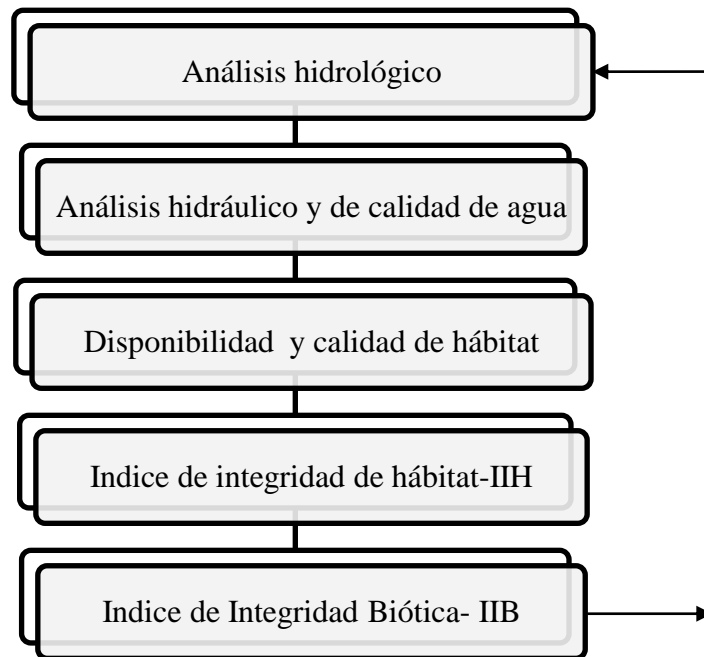 Análisis hidrológico
Análisis hidráulico y de calidad de agua
Disponibilidad  y calidad de hábitat
Indice de integridad de hábitat-IIH
Indice de Integridad Biótica- IIB